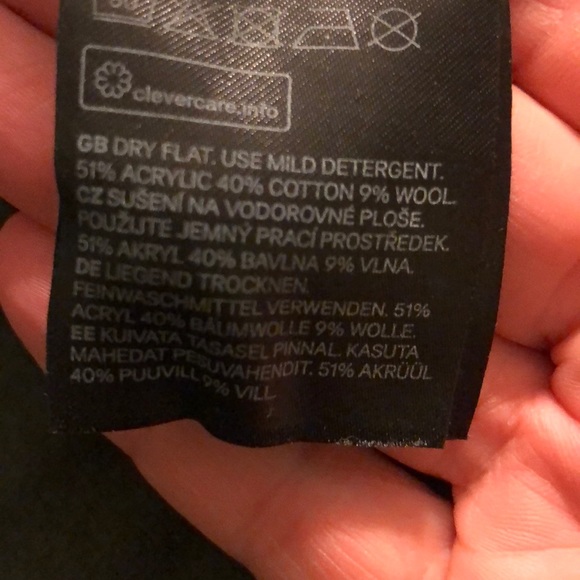 clevercare.info
GB DRY FLAT. USE MILD DETERGENT.
51% ACRYLIC 40% COTTON 9% WOOL.
CZ SUŠENÍ NA VODOROVNÉ PLOŠE.
POUŽIJTE JEMNÝ PRACÍ PROSTŘEDEK.
51% AKRYL 40% BAVLNA 9% VLNA.
DE LIEGEND TROCKNEN.
FEINWASCHMITTEL VERWENDEN. 51%
ACRYL 40% BAUMWOLLE 9% WOLLE.
EE KUIVATA TASASEL PINNAL. KASUTA
MAHEDAT PESUVAHENDIT. 51% AKRÜÜL
40% PUUVILL 9% VILL